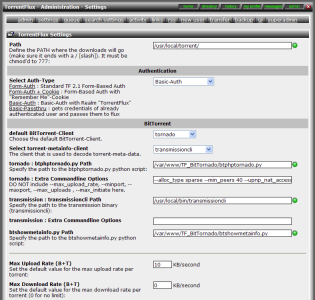 TorrentFlux - Administration - Settings
home directory history my profile messages admin
admin settings queue search settings activity links rss new user transfer backup ui superadmin
TorrentFlux Settings
Path
Define the PATH where the downloads will go
(make sure it ends with a / [slash]). It must be
chmod'd to 777:
/usr/local/torrent/
Authentication
Select Auth-Type
Basic-Auth
Form-Auth : Standard TF 2.1 Form-Based Auth
Form-Auth + Cookie : Form-Based Auth with
"Remember Me"-Cookie
Basic-Auth : Basic-Auth with Realm "TorrentFlux"
Basic-Passthru : gets credentials of already
authenticated user and passes them to flux
BitTorrent
default BitTorrent-Client
Choose the default BitTorrent-Client.
tornado
Select torrent-metainfo-client
The client that is used to decode torrent-meta-data.
transmissioncli
tornado : btphptornado.py Path
Specify the path to the btphptornado.py python script:
/var/www/TF_BitTornado/btphptornado.py
tornado : Extra Commandline Options
DO NOT include --max_upload_rate, --minport, --
maxport, --max_uploads , --max_initiate here.
--alloc_type sparse --min_peers 40 --upnp_nat_access
transmission : transmissioncli Path
Specify the path to the transmission binary
(transmissioncli):
/usr/local/bin/transmissioncli
transmission : Extra Commandline Options
btshowmetainfo.py Path
Specify the path to the btshowmetainfo.py python
script:
/var/www/TF_BitTornado/btshowmetainfo.py
Max Upload Rate (B+T)
Set the default value for the max upload rate per
torrent:
10 KB/second
Max Download Rate (B+T)
Set the default value for the max download rate per torrent
(0 for no limit):
0 KB/second